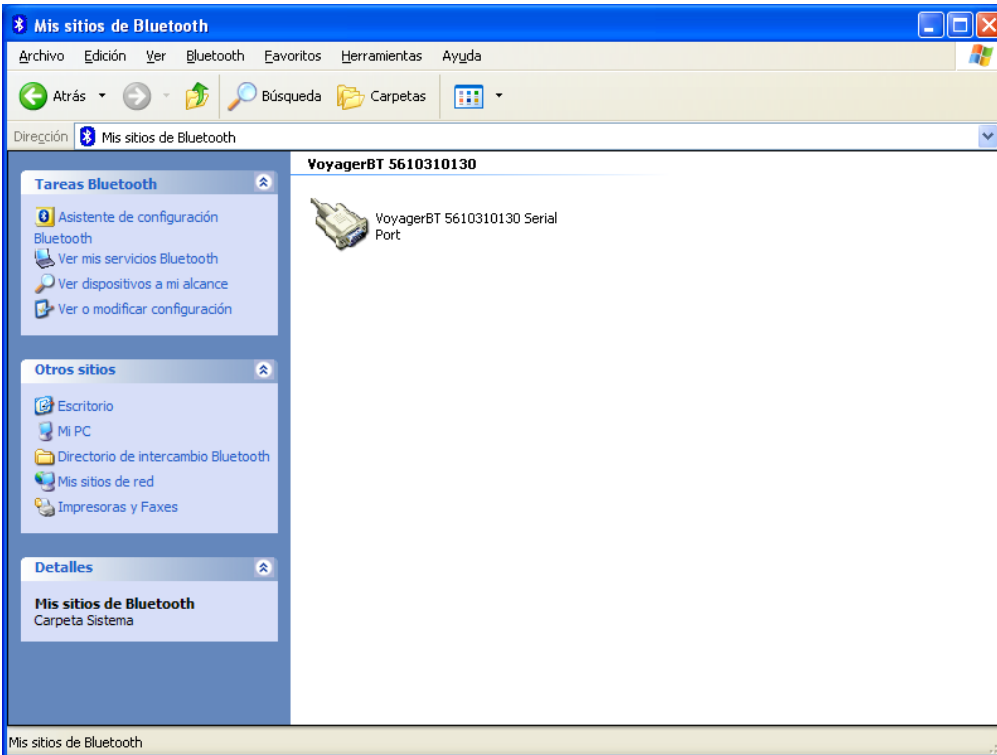 Mis sitios de Bluetooth
Archivo Edición Ver Bluetooth Favoritos Herramientas Ayuda
Atrás Búsqueda Carpetas
Dirección Mis sitios de Bluetooth
Tareas Bluetooth
Asistente de configuración
Bluetooth
Ver mis servicios Bluetooth
Ver dispositivos a mi alcance
Ver o modificar configuración
Otros sitios
Escritorio
Mi PC
Directorio de intercambio Bluetooth
Mis sitios de red
Impresoras y Faxes
Detalles
Mis sitios de Bluetooth
Carpeta Sistema
VoyagerBT 5610310130
VoyagerBT 5610310130 Serial
Port
Mis sitios de Bluetooth